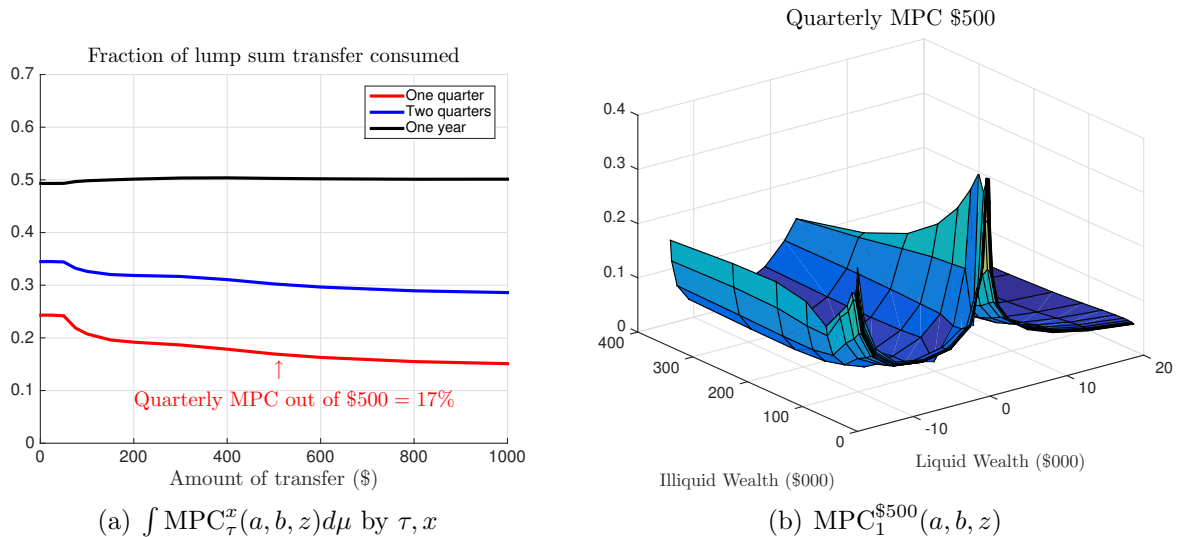 Fraction of lump sum transfer consumed
0.7
0.6
0.5
0.4
0.3
0.2
0.1
0
One quarter
Two quarters
One year
↑
Quarterly MPC out of $500 = 17%
0 200 400 600 800 1000
Amount of transfer ($)
(a) ∫ MPC^x_τ(a, b, z)dμ by τ, x
Quarterly MPC $500
0.4
0.3
0.2
0.1
0
400
300
200
100
0
-10
0
10
20
Illiquid Wealth ($000)
Liquid Wealth ($000)
(b) MPC^{$500}_1(a, b, z)